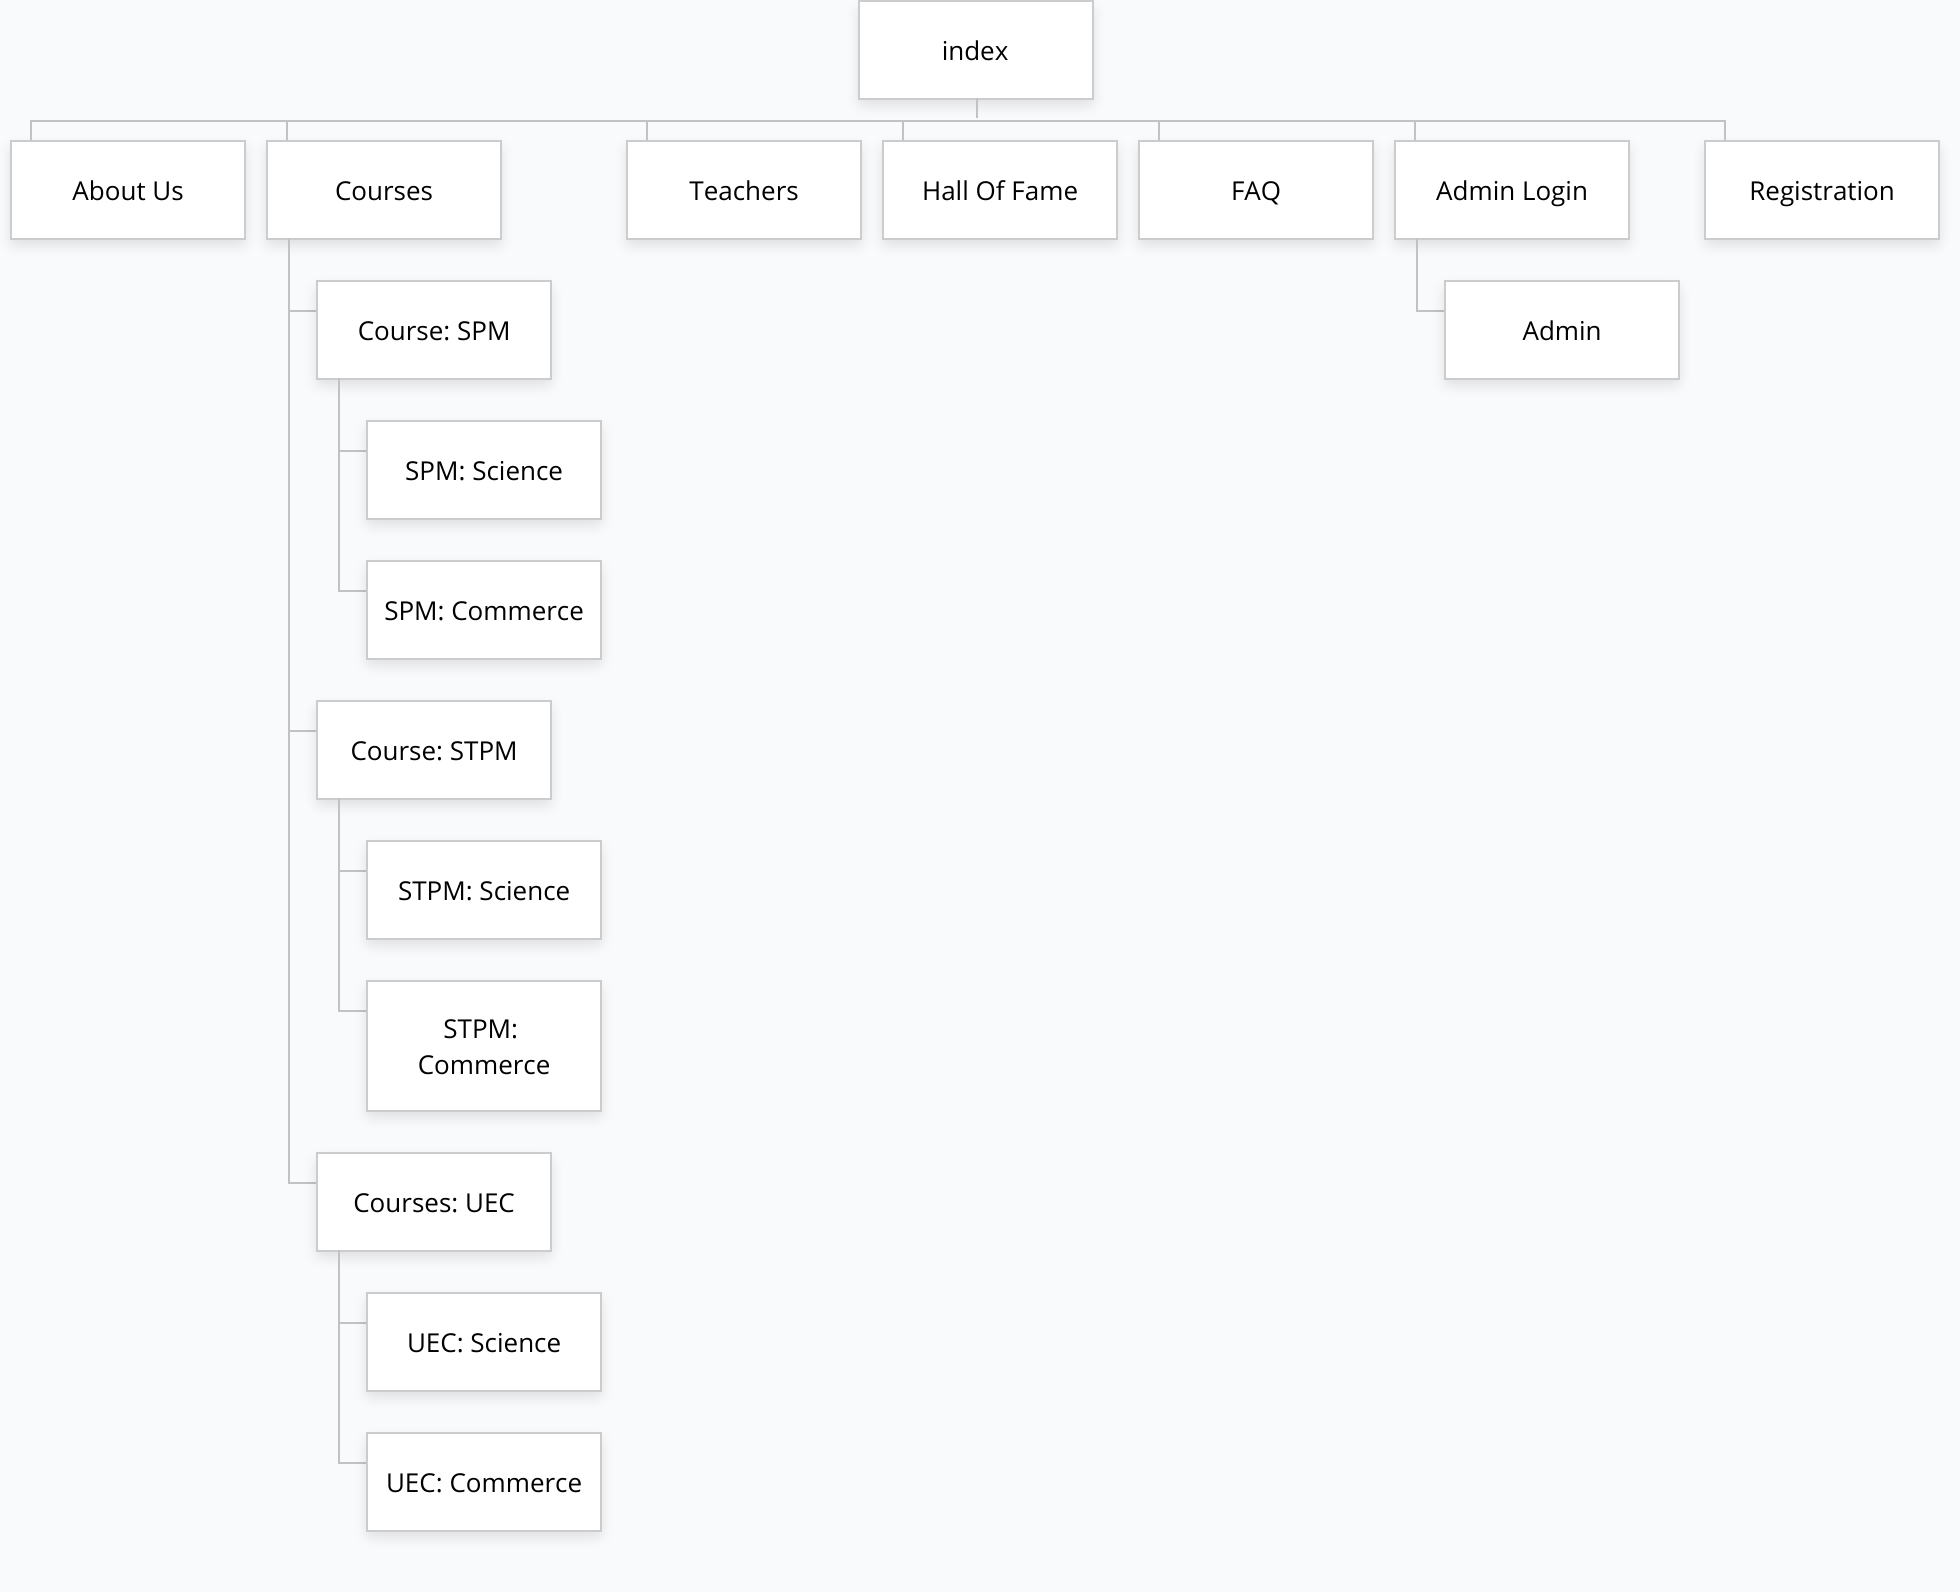 index
About Us
Courses
Teachers
Hall Of Fame
FAQ
Admin Login
Registration
Course: SPM
Admin
SPM: Science
SPM: Commerce
Course: STPM
STPM: Science
STPM:
Commerce
Courses: UEC
UEC: Science
UEC: Commerce